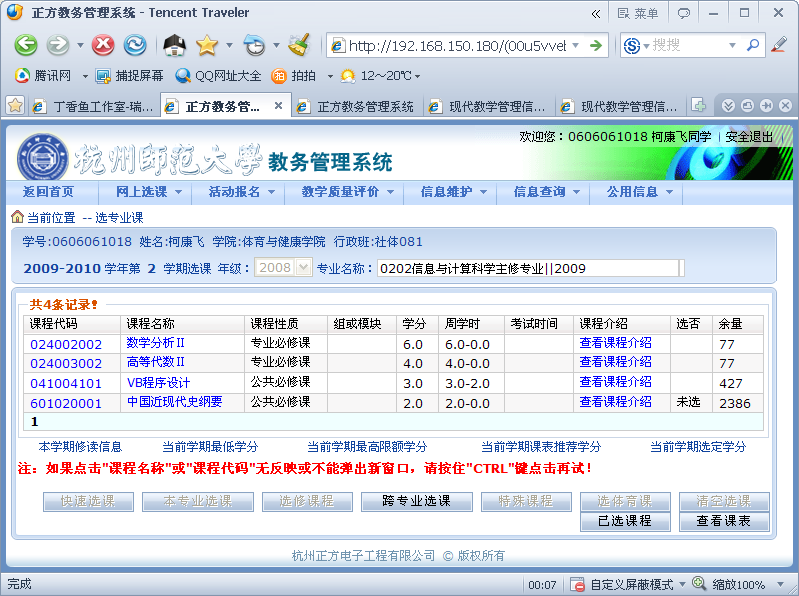 正方教务管理系统 - Tencent Traveler « 菜单
http://192.168.150.180/(00u5vvel 搜搜
腾讯网 捕捉屏幕 QQ网址大全 拍拍 12～20℃
丁香鱼工作室-瑞... 正方教务管... 正方教务管理系统 现代教学管理信... 现代教学管理信...
欢迎您：0606061018 柯康飞同学 | 安全退出
杭州师范大学 教务管理系统
返回首页 网上选课 活动报名 教学质量评价 信息维护 信息查询 公用信息
当前位置 -- 选专业课
学号:0606061018 姓名:柯康飞 学院:体育与健康学院 行政班:社体081
2009-2010 学年第 2 学期选课 年级： 2008 专业名称： 0202信息与计算科学主修专业||2009
共4条记录!
课程代码 课程名称 课程性质 组或模块 学分 周学时 考试时间 课程介绍 选否 余量
024002002 数学分析Ⅱ 专业必修课 6.0 6.0-0.0 查看课程介绍 77
024003002 高等代数Ⅱ 专业必修课 4.0 4.0-0.0 查看课程介绍 77
041004101 VB程序设计 公共必修课 3.0 3.0-2.0 查看课程介绍 427
601020001 中国近现代史纲要 公共必修课 2.0 2.0-0.0 查看课程介绍 未选 2386
1
本学期修读信息 当前学期最低学分 当前学期最高限额学分 当前学期课表推荐学分 当前学期选定学分
注：如果点击"课程名称"或"课程代码"无反映或不能弹出新窗口，请按住"CTRL"键点击再试！
快速选课 本专业选课 选修课程 跨专业选课 特殊课程 选体育课 清空选课
已选课程 查看课表
杭州正方电子工程有限公司 © 版权所有
完成 00:07 自定义屏蔽模式 缩放100%